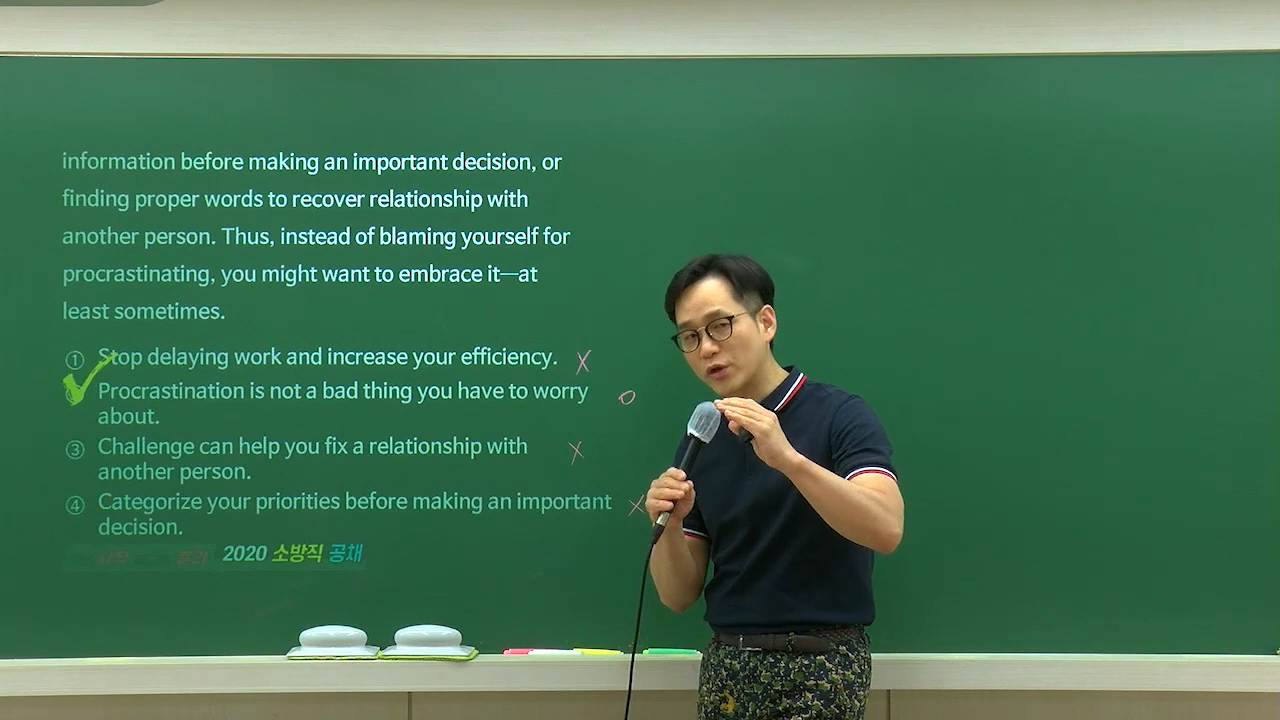 information before making an important decision, or
finding proper words to recover relationship with
another person. Thus, instead of blaming yourself for
procrastinating, you might want to embrace it—at
least sometimes.
① Stop delaying work and increase your efficiency. X
Procrastination is not a bad thing you have to worry O
about.
③ Challenge can help you fix a relationship with X
another person.
④ Categorize your priorities before making an important X
decision.
2020 소방직 공채